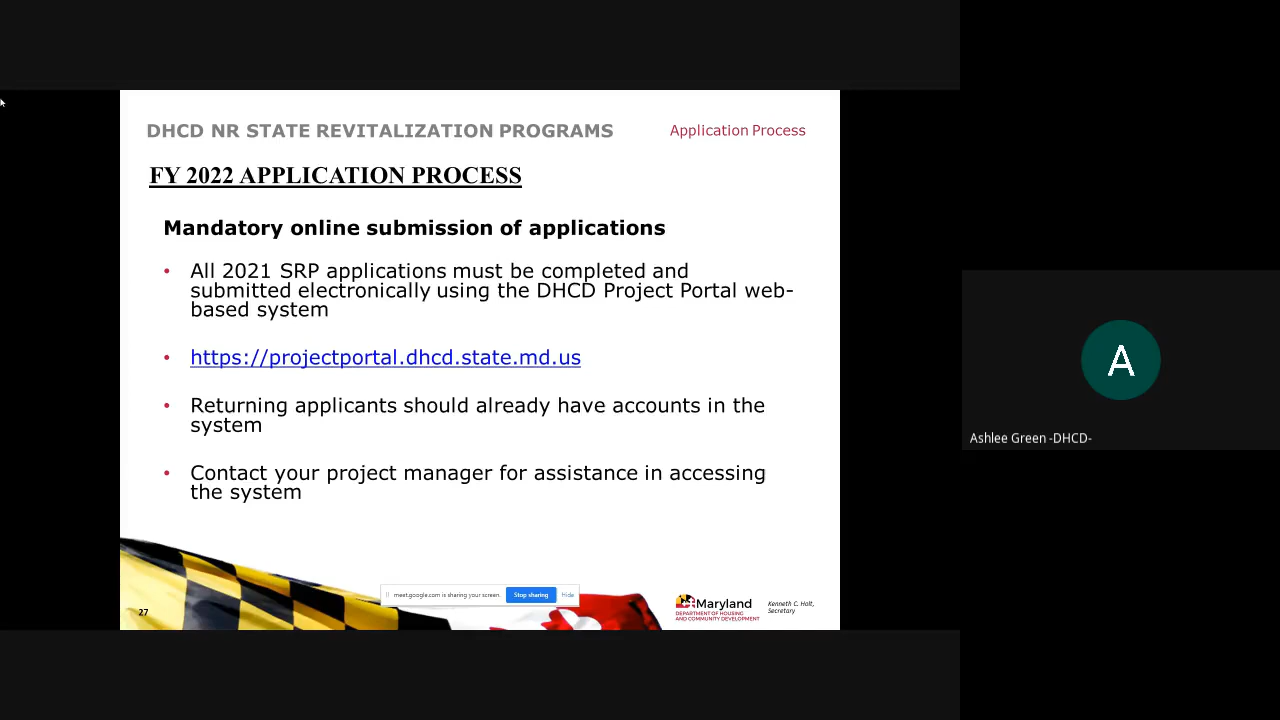 DHCD NR STATE REVITALIZATION PROGRAMS
Application Process
FY 2022 APPLICATION PROCESS
Mandatory online submission of applications
• All 2021 SRP applications must be completed and
submitted electronically using the DHCD Project Portal web-
based system
• https://projectportal.dhcd.state.md.us
• Returning applicants should already have accounts in the
system
• Contact your project manager for assistance in accessing
the system
A
Ashlee Green -DHCD-
meet.google.com is sharing your screen.
Stop sharing
Hide
27
Maryland
DEPARTMENT OF HOUSING
AND COMMUNITY DEVELOPMENT
Kenneth C. Holt,
Secretary